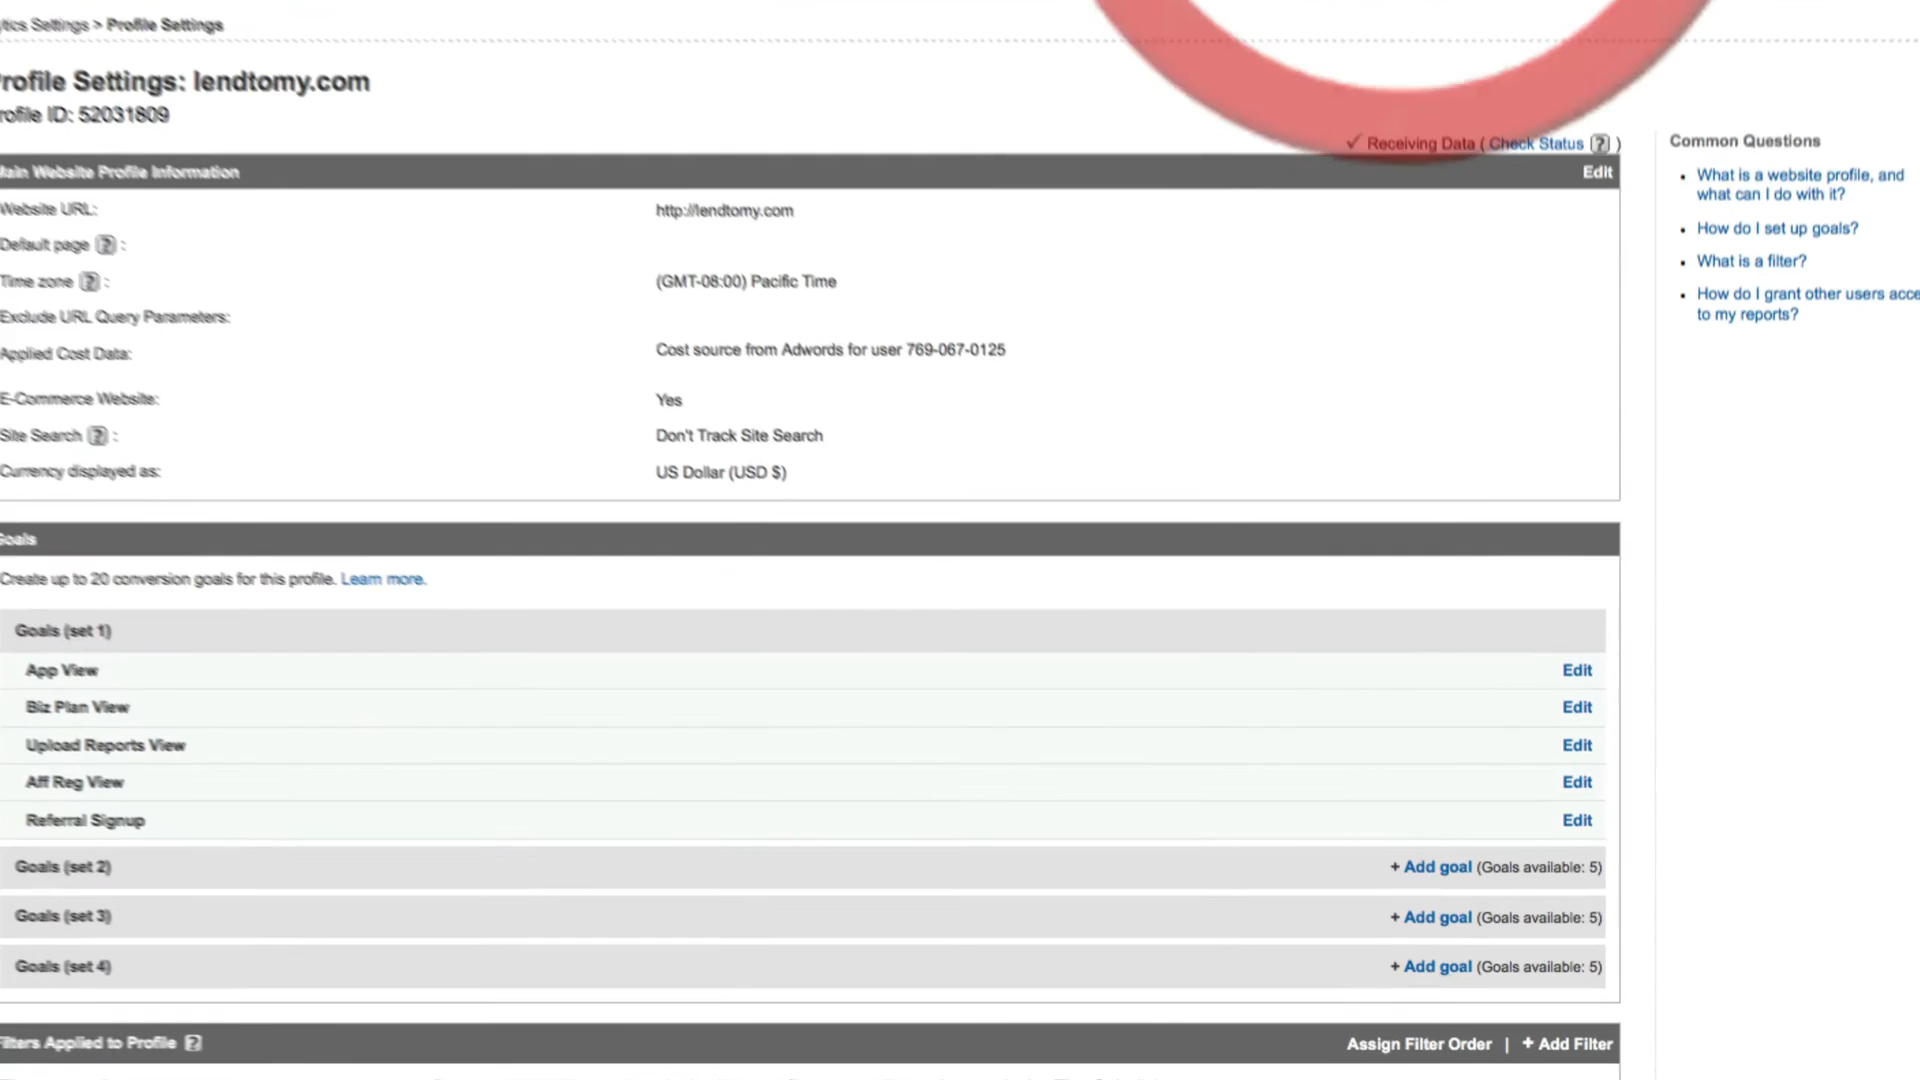 tics Settings > Profile Settings
rofile Settings: lendtomy.com
rofile ID: 52031809
✓ Receiving Data ( Check Status ? )
Main Website Profile Information Edit
Website URL: http://lendtomy.com
Default page ? :
Time zone ? : (GMT-08:00) Pacific Time
Exclude URL Query Parameters:
Applied Cost Data: Cost source from Adwords for user 769-067-0125
E-Commerce Website: Yes
Site Search ? : Don't Track Site Search
Currency displayed as: US Dollar (USD $)
Goals
Create up to 20 conversion goals for this profile. Learn more.
Goals (set 1)
App View Edit
Biz Plan View Edit
Upload Reports View Edit
Aff Reg View Edit
Referral Signup Edit
Goals (set 2) + Add goal (Goals available: 5)
Goals (set 3) + Add goal (Goals available: 5)
Goals (set 4) + Add goal (Goals available: 5)
Filters Applied to Profile ? Assign Filter Order | + Add Filter
Common Questions
• What is a website profile, and
what can I do with it?
• How do I set up goals?
• What is a filter?
• How do I grant other users acce
to my reports?